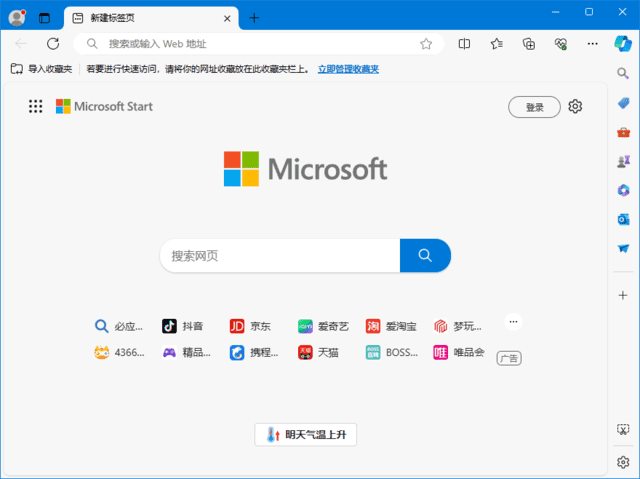 新建标签页
搜索或输入 Web 地址
导入收藏夹 若要进行快速访问，请将你的网址收藏放在此收藏夹栏上。 立即管理收藏夹
Microsoft Start 登录
Microsoft
搜索网页
必应... 抖音 京东 爱奇艺 爱淘宝 梦玩...
4366... 精品... 携程... 天猫 BOSS... 唯品会
广告
明天气温上升